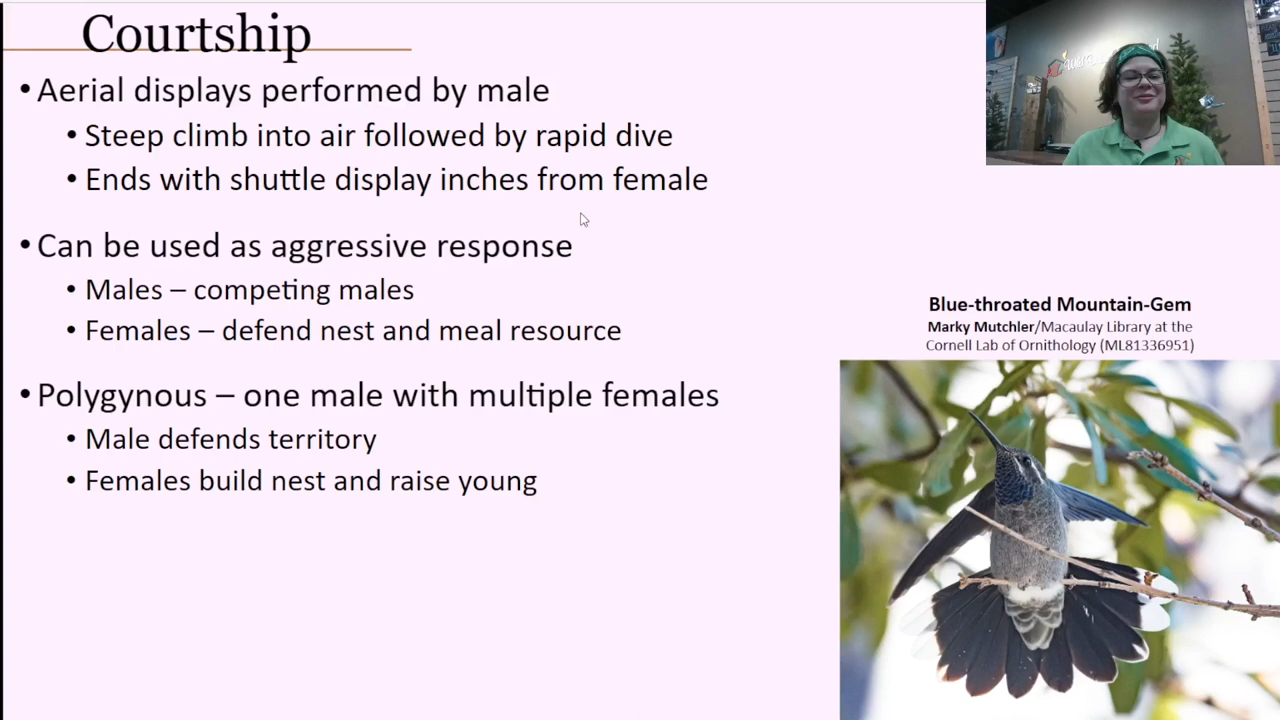 Courtship
• Aerial displays performed by male
• Steep climb into air followed by rapid dive
• Ends with shuttle display inches from female
• Can be used as aggressive response
• Males – competing males
• Females – defend nest and meal resource
• Polygynous – one male with multiple females
• Male defends territory
• Females build nest and raise young
Blue-throated Mountain-Gem
Marky Mutchler/Macaulay Library at the
Cornell Lab of Ornithology (ML81336951)